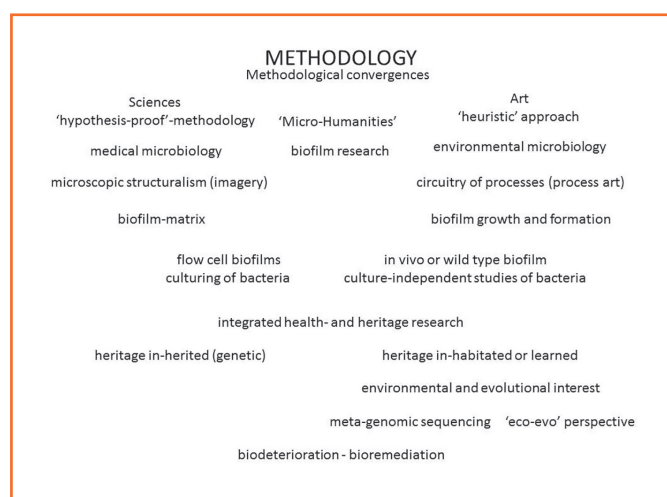 METHODOLOGY
Methodological convergences
Sciences
‘hypothesis-proof’-methodology
‘Micro-Humanities’
Art
‘heuristic’ approach
medical microbiology
biofilm research
environmental microbiology
microscopic structuralism (imagery)
circuitry of processes (process art)
biofilm-matrix
biofilm growth and formation
flow cell biofilms
culturing of bacteria
in vivo or wild type biofilm
culture-independent studies of bacteria
integrated health- and heritage research
heritage in-herited (genetic)
heritage in-habitated or learned
environmental and evolutional interest
meta-genomic sequencing ‘eco-evo’ perspective
biodeterioration - bioremediation